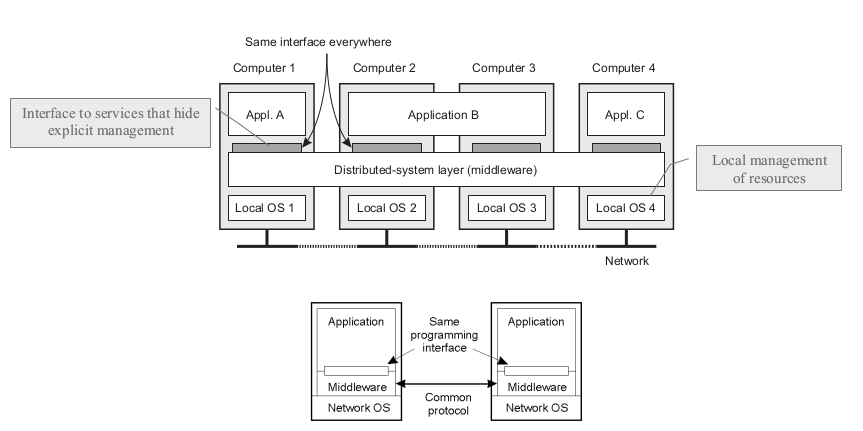 Same interface everywhere
Computer 1
Computer 2
Computer 3
Computer 4
Interface to services that hide
explicit management
Appl. A
Application B
Appl. C
Distributed-system layer (middleware)
Local management
of resources
Local OS 1
Local OS 2
Local OS 3
Local OS 4
Network
Application
Same
programming
interface
Application
Middleware
Middleware
Common
protocol
Network OS
Network OS